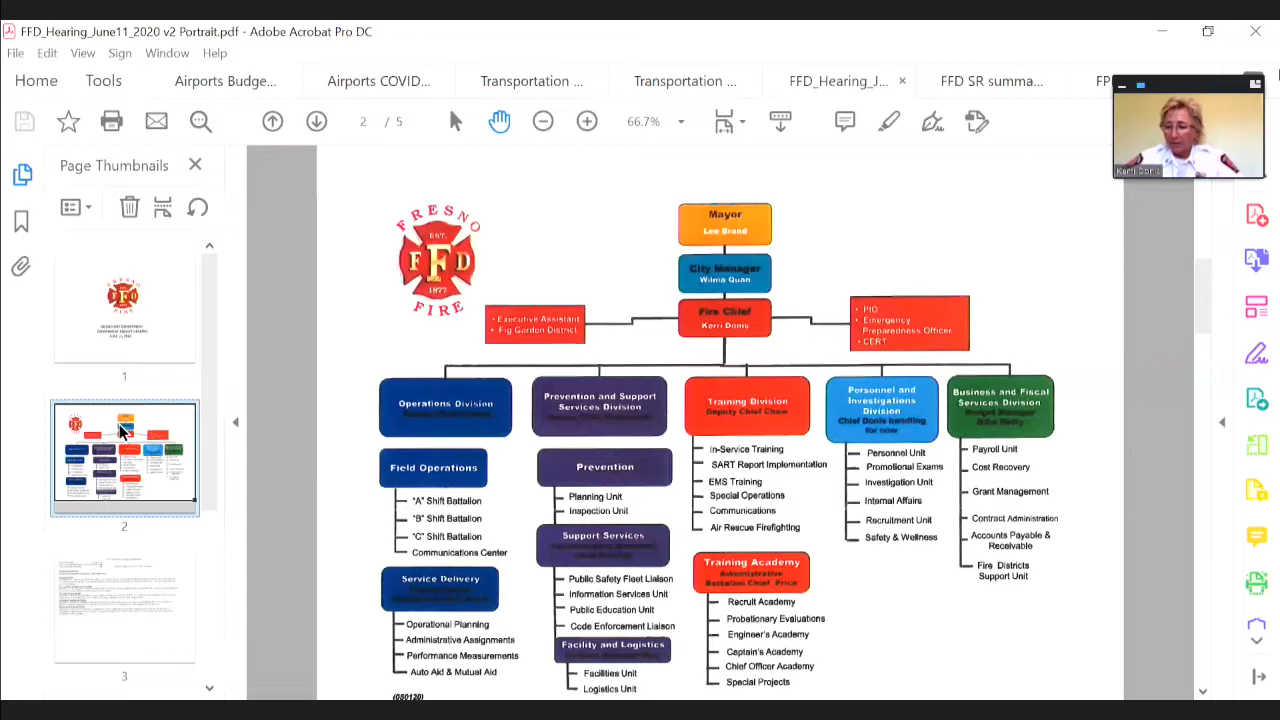 FFD_Hearing_June11_2020 v2 Portrait.pdf - Adobe Acrobat Pro DC
File Edit View Sign Window Help
Home Tools Airports Budge... Airports COVID... Transportation ... Transportation ... FFD_Hearing_J... FFD SR summa...
2 / 5 66.7%
Kerri Donis
Page Thumbnails
1
2
3
FRESNO
EST.
FFD
1877
FIRE
Mayor
Lee Brand
City Manager
Wilma Quan
Fire Chief
Kerri Donis
• Executive Assistant
• Fig Garden District
• PIO
• Emergency
Preparedness Officer
• CERT
Operations Division
Field Operations
"A" Shift Battalion
"B" Shift Battalion
"C" Shift Battalion
Communications Center
Service Delivery
Operational Planning
Administrative Assignments
Performance Measurements
Auto Aid & Mutual Aid
(050120)
Prevention and Support
Services Division
Prevention
Planning Unit
Inspection Unit
Support Services
Public Safety Fleet Liaison
Information Services Unit
Public Education Unit
Code Enforcement Liaison
Facility and Logistics
Facilities Unit
Logistics Unit
Training Division
Deputy Chief Chew
In-Service Training
SART Report Implementation
EMS Training
Special Operations
Communications
Air Rescue Firefighting
Training Academy
Administrative
Battalion Chief Price
Recruit Academy
Probationary Evaluations
Engineer's Academy
Captain's Academy
Chief Officer Academy
Special Projects
Personnel and
Investigations
Division
Chief Donis handling
for now
Personnel Unit
Promotional Exams
Investigation Unit
Internal Affairs
Recruitment Unit
Safety & Wellness
Business and Fiscal
Services Division
Payroll Unit
Cost Recovery
Grant Management
Contract Administration
Accounts Payable &
Receivable
Fire Districts
Support Unit